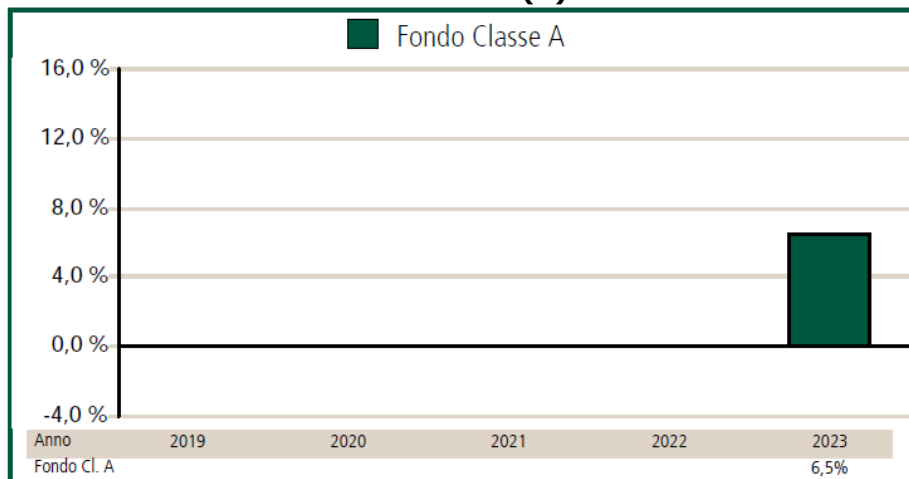 Fondo Classe A
16,0 %
12,0 %
8,0 %
4,0 %
0,0 %
-4,0 %
Anno 2019 2020 2021 2022 2023
Fondo Cl. A 6,5%